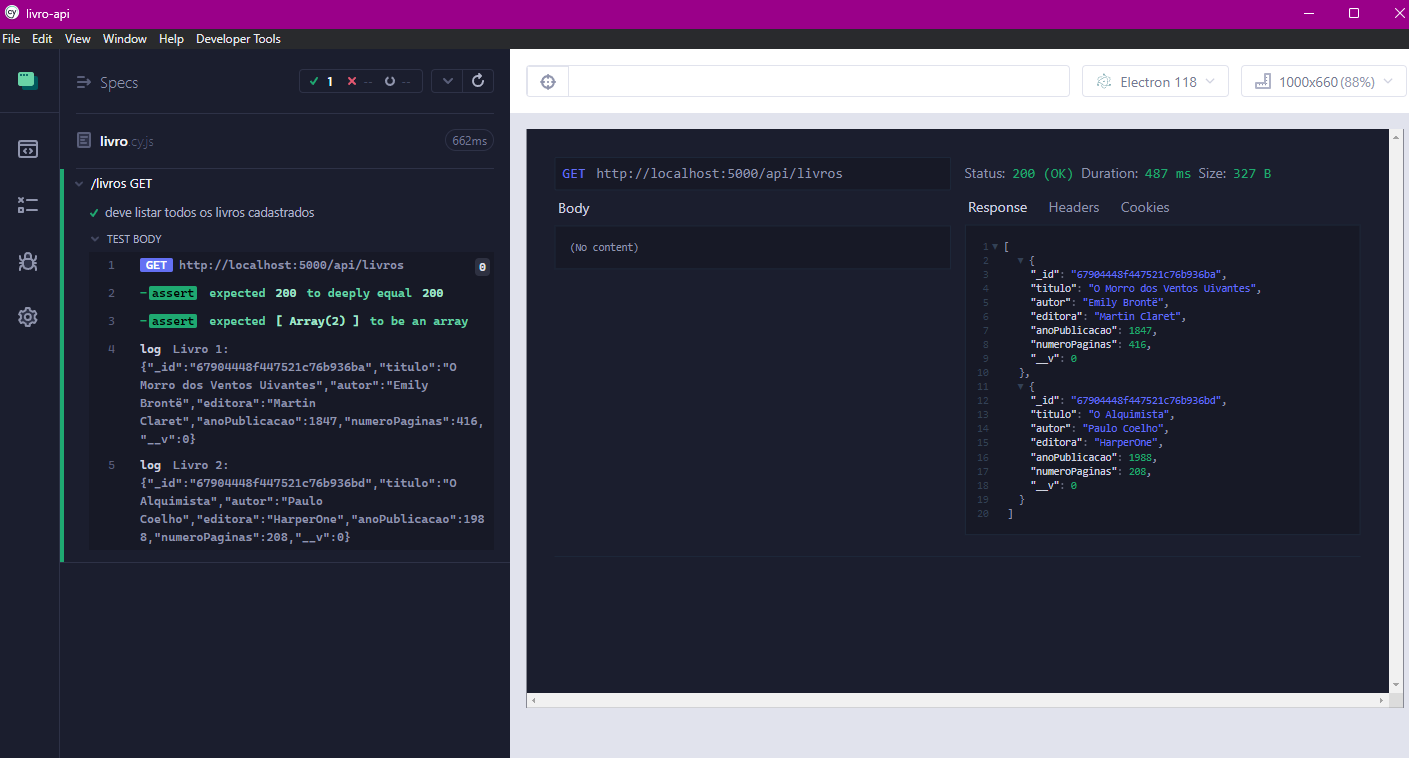 livro-api
File Edit View Window Help Developer Tools
Specs
1 -- --
livro.cy.js
662ms
/livros GET
deve listar todos os livros cadastrados
TEST BODY
1 GET http://localhost:5000/api/livros 0
2 -assert expected 200 to deeply equal 200
3 -assert expected [ Array(2) ] to be an array
4 log Livro 1:
{"_id":"67904448f447521c76b936ba","titulo":"O
Morro dos Ventos Uivantes","autor":"Emily
Brontë","editora":"Martin
Claret","anoPublicacao":1847,"numeroPaginas":416,
"__v":0}
5 log Livro 2:
{"_id":"67904448f447521c76b936bd","titulo":"O
Alquimista","autor":"Paulo
Coelho","editora":"HarperOne","anoPublicacao":198
8,"numeroPaginas":208,"__v":0}
Electron 118
1000x660 (88%)
GET http://localhost:5000/api/livros
Status: 200 (OK) Duration: 487 ms Size: 327 B
Body
(No content)
Response Headers Cookies
1 [
2 {
3 "_id": "67904448f447521c76b936ba",
4 "titulo": "O Morro dos Ventos Uivantes",
5 "autor": "Emily Brontë",
6 "editora": "Martin Claret",
7 "anoPublicacao": 1847,
8 "numeroPaginas": 416,
9 "__v": 0
10 },
11 {
12 "_id": "67904448f447521c76b936bd",
13 "titulo": "O Alquimista",
14 "autor": "Paulo Coelho",
15 "editora": "HarperOne",
16 "anoPublicacao": 1988,
17 "numeroPaginas": 208,
18 "__v": 0
19 }
20 ]